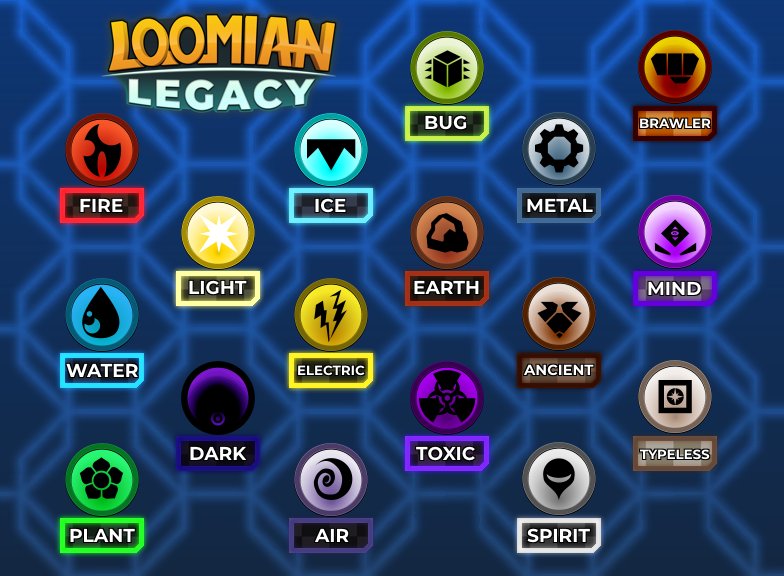 LOOMIAN
LEGACY
BUG
BRAWLER
FIRE
ICE
METAL
LIGHT
EARTH
MIND
WATER
ELECTRIC
ANCIENT
DARK
TOXIC
TYPELESS
PLANT
AIR
SPIRIT